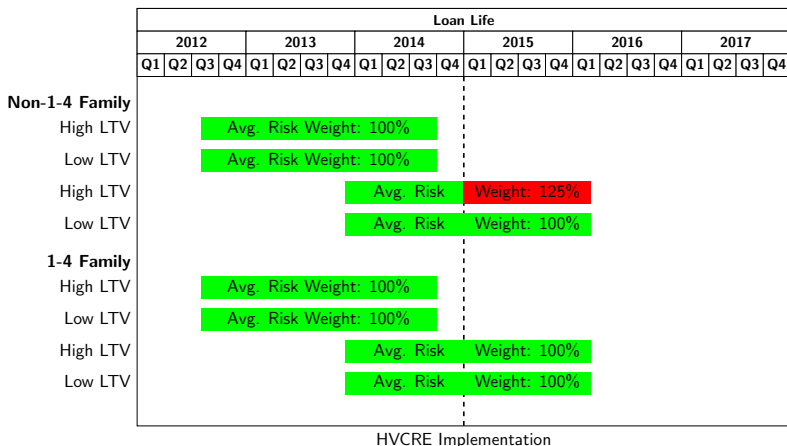 Loan Life
2012 2013 2014 2015 2016 2017
Q1 Q2 Q3 Q4 Q1 Q2 Q3 Q4 Q1 Q2 Q3 Q4 Q1 Q2 Q3 Q4 Q1 Q2 Q3 Q4 Q1 Q2 Q3 Q4
Non-1-4 Family
High LTV Avg. Risk Weight: 100%
Low LTV Avg. Risk Weight: 100%
High LTV Avg. Risk Weight: 125%
Low LTV Avg. Risk Weight: 100%
1-4 Family
High LTV Avg. Risk Weight: 100%
Low LTV Avg. Risk Weight: 100%
High LTV Avg. Risk Weight: 100%
Low LTV Avg. Risk Weight: 100%
HVCRE Implementation